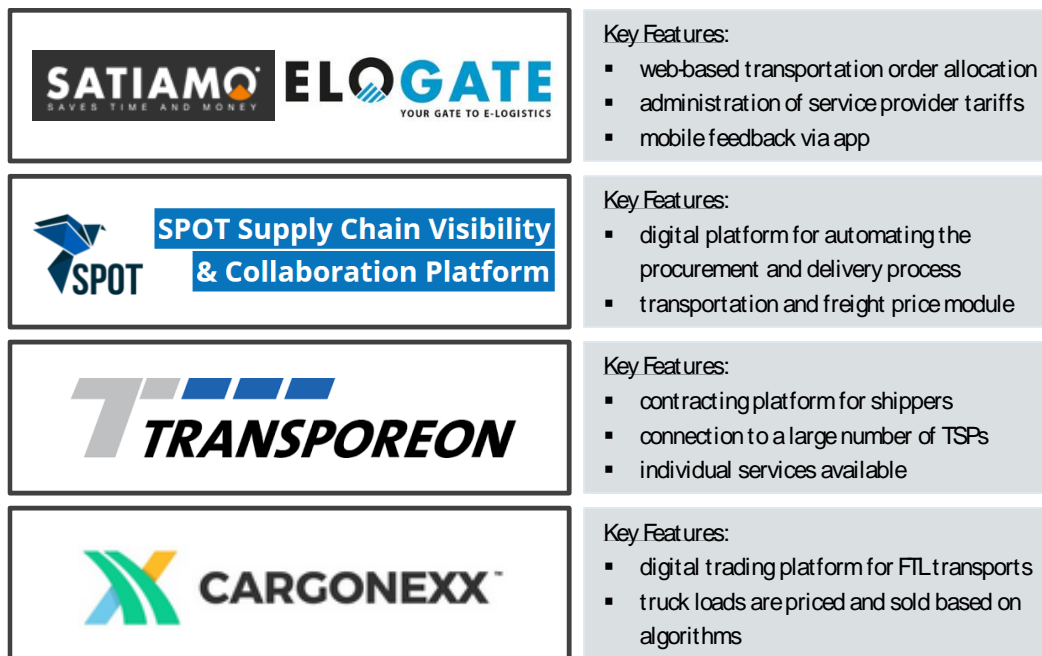 SATIAMO
SAVES TIME AND MONEY
ELOGATE
YOUR GATE TO E-LOGISTICS
Key Features:
▪ web-based transportation order allocation
▪ administration of service provider tariffs
▪ mobile feedback via app
SPOT
SPOT Supply Chain Visibility
& Collaboration Platform
Key Features:
▪ digital platform for automating the
procurement and delivery process
▪ transportation and freight price module
TRANSPOREON
Key Features:
▪ contracting platform for shippers
▪ connection to a large number of TSPs
▪ individual services available
CARGONEXX™
Key Features:
▪ digital trading platform for FTL transports
▪ truck loads are priced and sold based on
algorithms